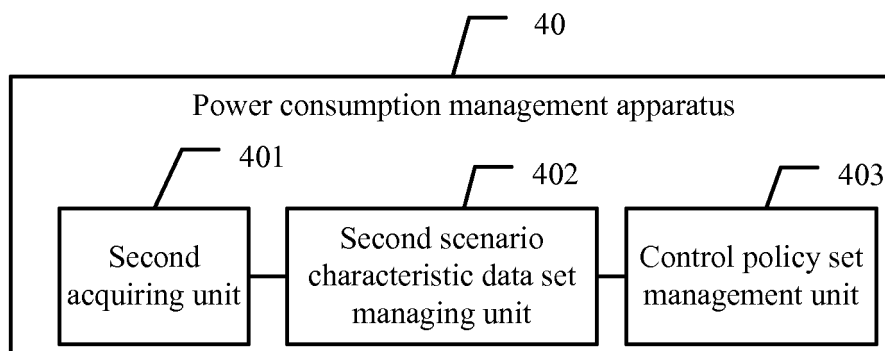 40
Power consumption management apparatus
401
402
403
Second
acquiring unit
Second scenario
characteristic data set
managing unit
Control policy set
management unit